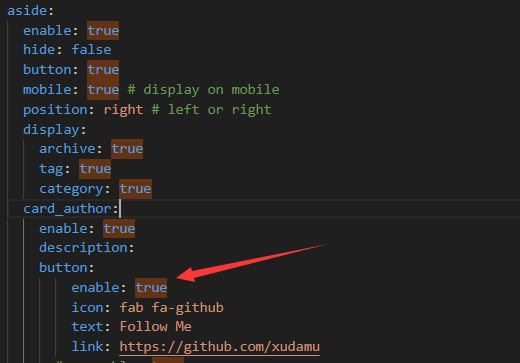 aside:
  enable: true
  hide: false
  button: true
  mobile: true # display on mobile
  position: right # left or right
  display:
    archive: true
    tag: true
    category: true
  card_author:
    enable: true
    description:
    button:
      enable: true
      icon: fab fa-github
      text: Follow Me
      link: https://github.com/xudamu